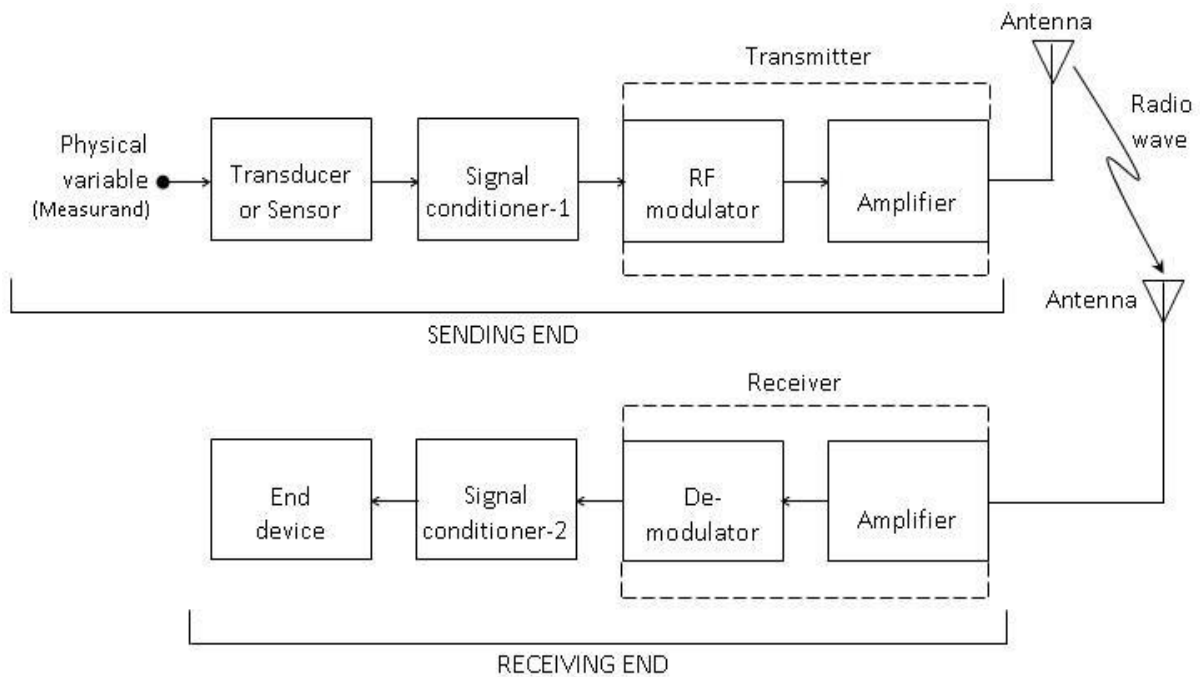 Antenna
Transmitter
Radio
wave
Physical
variable
(Measurand)
Transducer
or Sensor
Signal
conditioner-1
RF
modulator
Amplifier
Antenna
SENDING END
Receiver
End
device
Signal
conditioner-2
De-
modulator
Amplifier
RECEIVING END